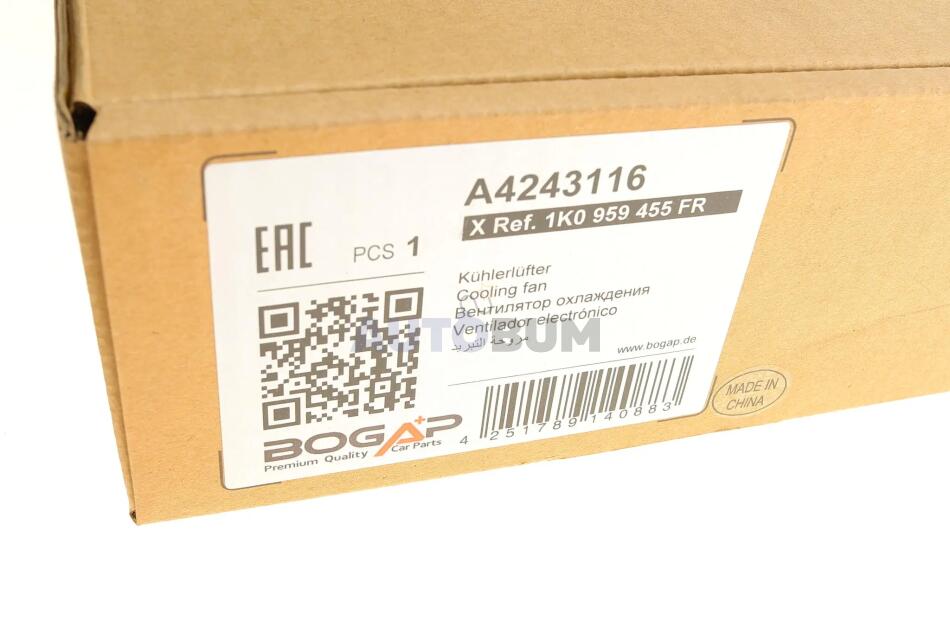 A4243116
X Ref. 1K0 959 455 FR
EAC
PCS 1
Kühlerlüfter
Cooling fan
Вентилятор охлаждения
Ventilador electrónico
مروحة التبريد
AUTOBUM
www.bogap.de
BOGAP
Car Parts
Premium Quality
4 251789 140883
MADE IN
CHINA